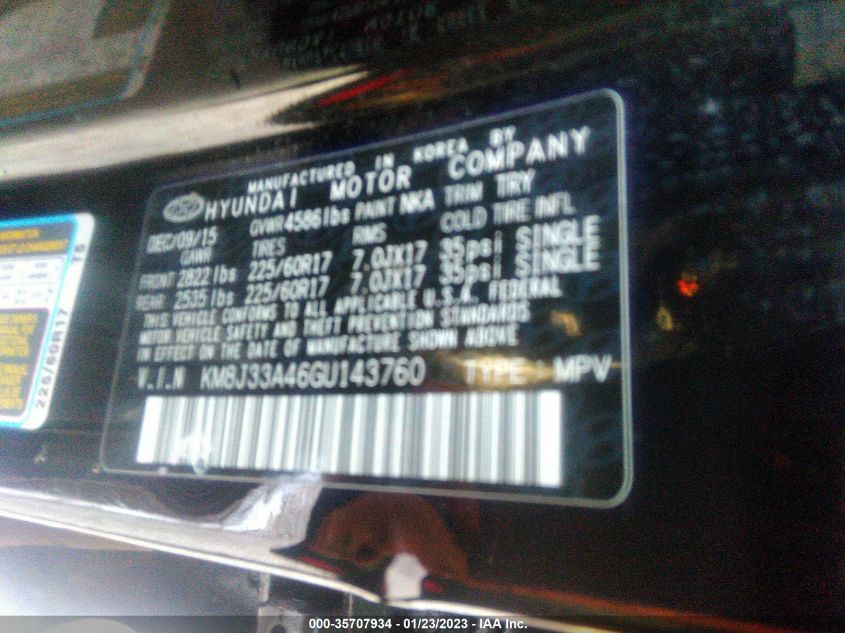 MANUFACTURED IN KOREA BY
HYUNDAI MOTOR COMPANY
DEC/09/15 GVWR 4586 lbs PAINT NKA TRIM TRY
GAWR TIRES RIMS COLD TIRE INFL
FRONT 2822 lbs 225/60R17 7.0JX17 35psi SINGLE
REAR 2535 lbs 225/60R17 7.0JX17 35psi SINGLE
THIS VEHICLE CONFORMS TO ALL APPLICABLE U.S.A. FEDERAL
MOTOR VEHICLE SAFETY AND THEFT PREVENTION STANDARDS
IN EFFECT ON THE DATE OF MANUFACTURE SHOWN ABOVE
V.I.N KM8J33A46GU143760 TYPE : MPV
225/60R17
000-35707934 - 01/23/2023 - IAA Inc.